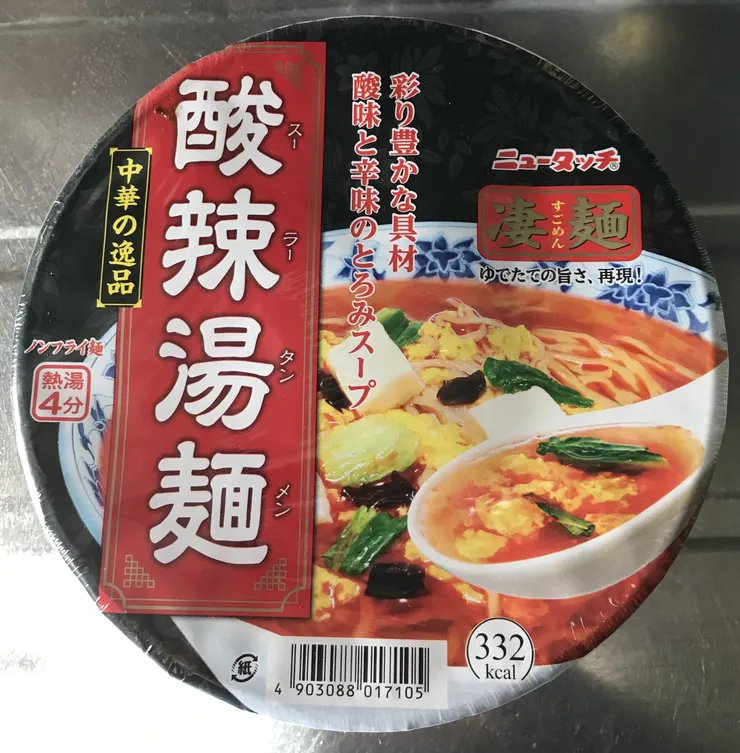 酸辣湯麺
スーラータンメン
中華の逸品
彩り豊かな具材
酸味と辛味のとろみスープ
ニュータッチ®
凄麺
すごめん
ゆでたての旨さ、再現!
ノンフライ麺
熱湯
4分
紙
4 903088 017105
332
kcal